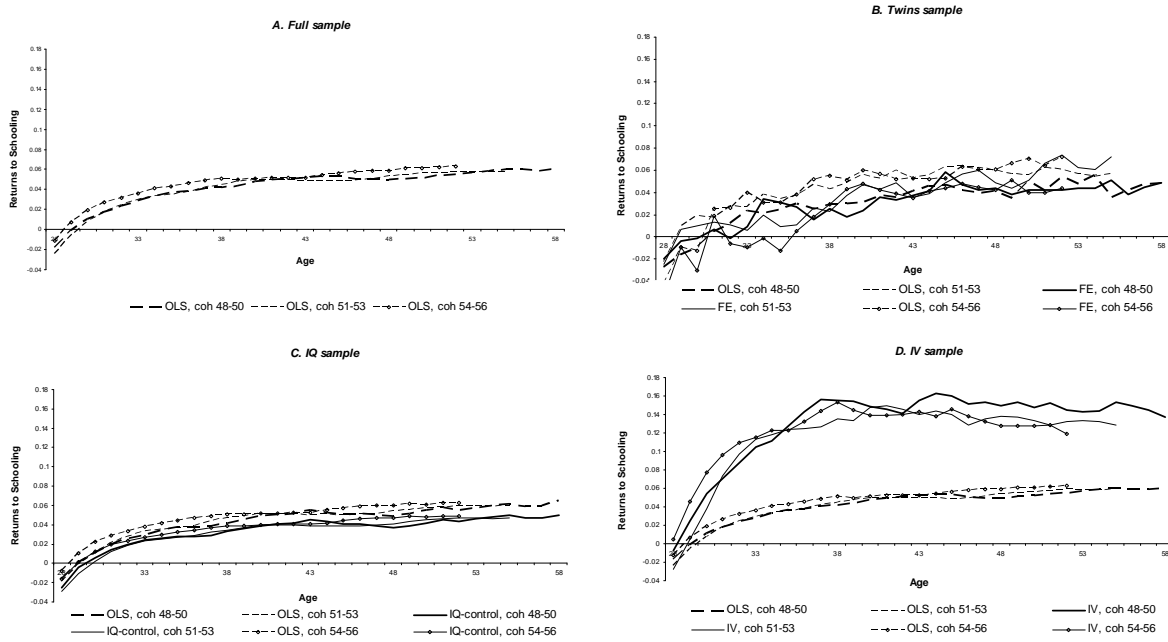 A. Full sample
0.18
0.16
0.14
0.12
0.1
0.08
0.06
0.04
0.02
0
-0.02
-0.04
Returns to Schooling
28 33 38 43 48 53 58
Age
OLS, coh 48-50 OLS, coh 51-53 OLS, coh 54-56
B. Twins sample
0.18
0.16
0.14
0.12
0.1
0.08
0.06
0.04
0.02
0
-0.02
-0.04
Returns to Schooling
28 33 38 43 48 53 58
Age
OLS, coh 48-50 OLS, coh 51-53 FE, coh 48-50
FE, coh 51-53 OLS, coh 54-56 FE, coh 54-56
C. IQ sample
0.18
0.16
0.14
0.12
0.1
0.08
0.06
0.04
0.02
0
-0.02
-0.04
Returns to Schooling
28 33 38 43 48 53 58
Age
OLS, coh 48-50 OLS, coh 51-53 IQ-control, coh 48-50
IQ-control, coh 51-53 OLS, coh 54-56 IQ-control, coh 54-56
D. IV sample
0.18
0.16
0.14
0.12
0.1
0.08
0.06
0.04
0.02
0
-0.02
-0.04
Returns to Schooling
33 38 43 48 53 58
Age
OLS, coh 48-50 OLS, coh 51-53 IV, coh 48-50
IV, coh 51-53 OLS, coh 54-56 IV, coh 54-56